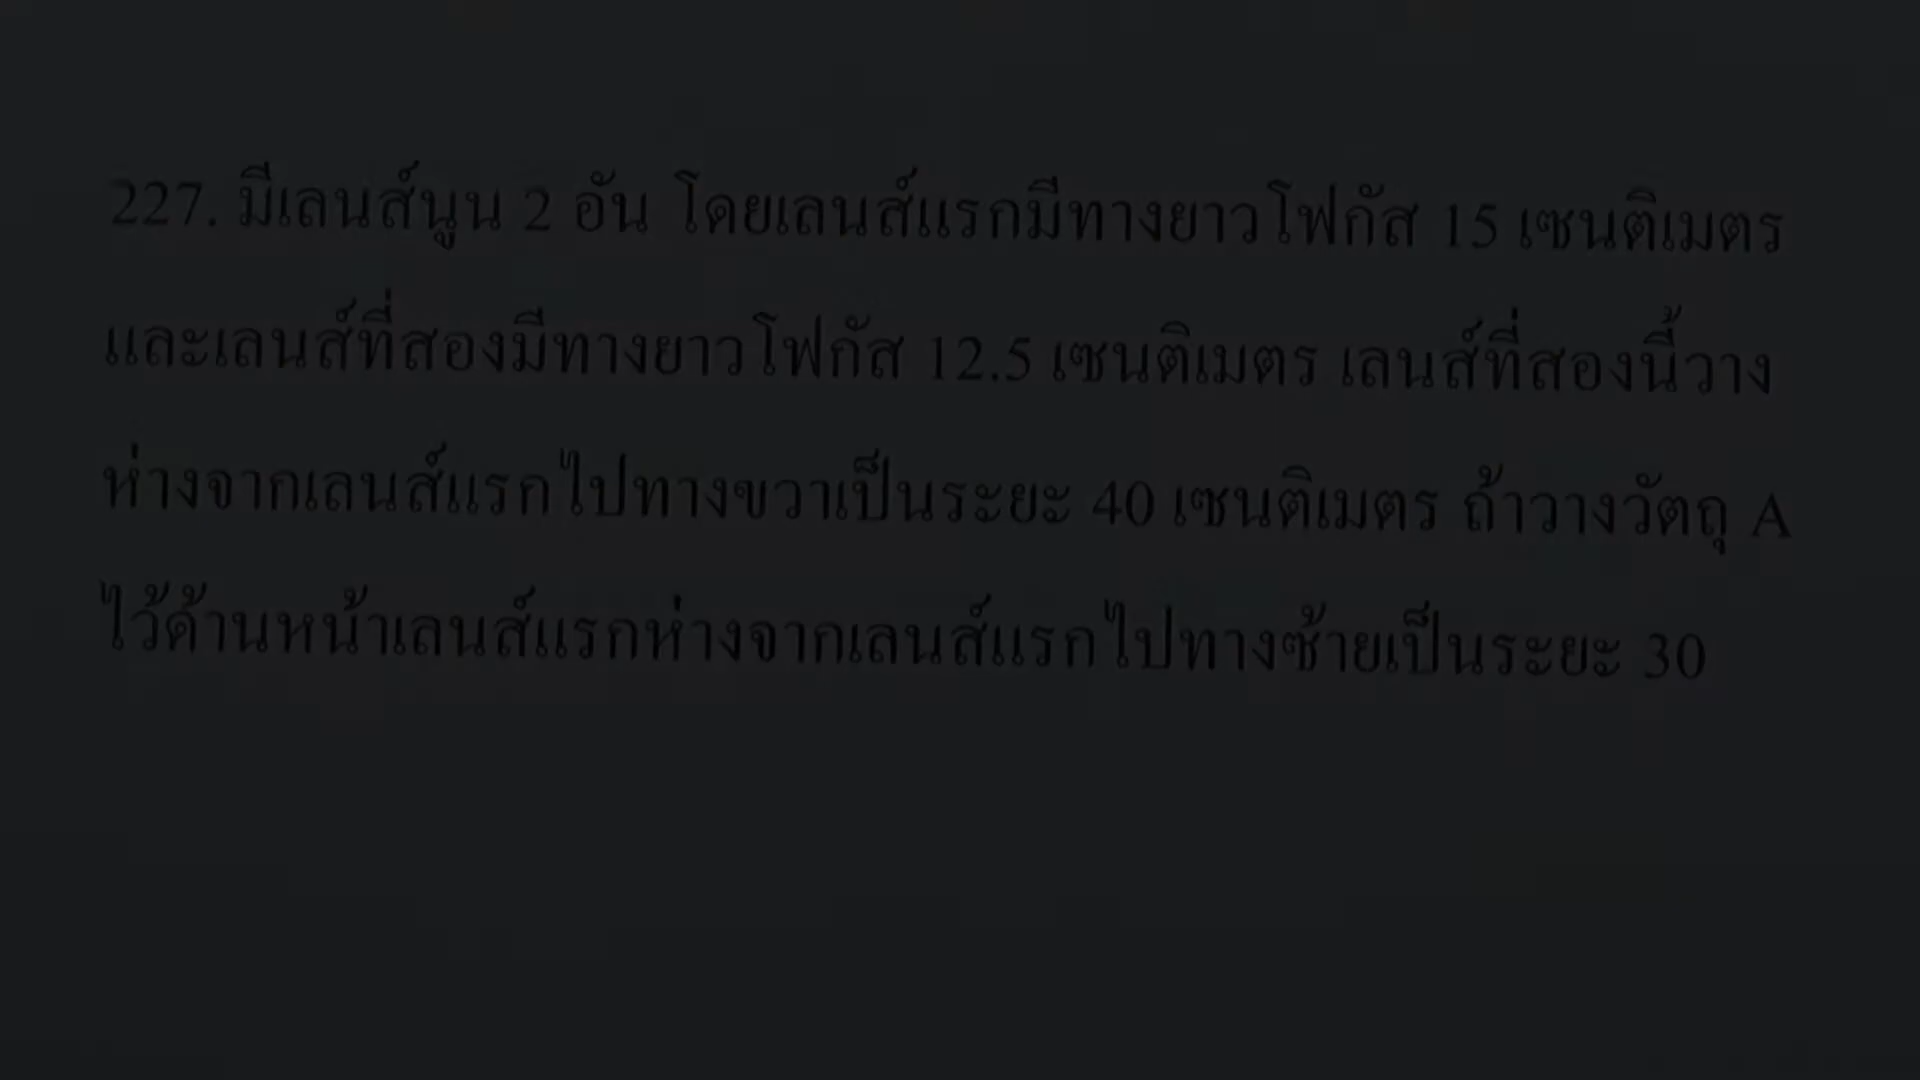 227. มีเลนส์นูน 2 อัน โดยเลนส์แรกมีทางยาวโฟกัส 15 เซนติเมตร
และเลนส์ที่สองมีทางยาวโฟกัส 12.5 เซนติเมตร เลนส์ที่สองนี้วาง
ห่างจากเลนส์แรกไปทางขวาเป็นระยะ 40 เซนติเมตร ถ้าวางวัตถุ A
ไว้ด้านหน้าเลนส์แรกห่างจากเลนส์แรกไปทางซ้ายเป็นระยะ 30